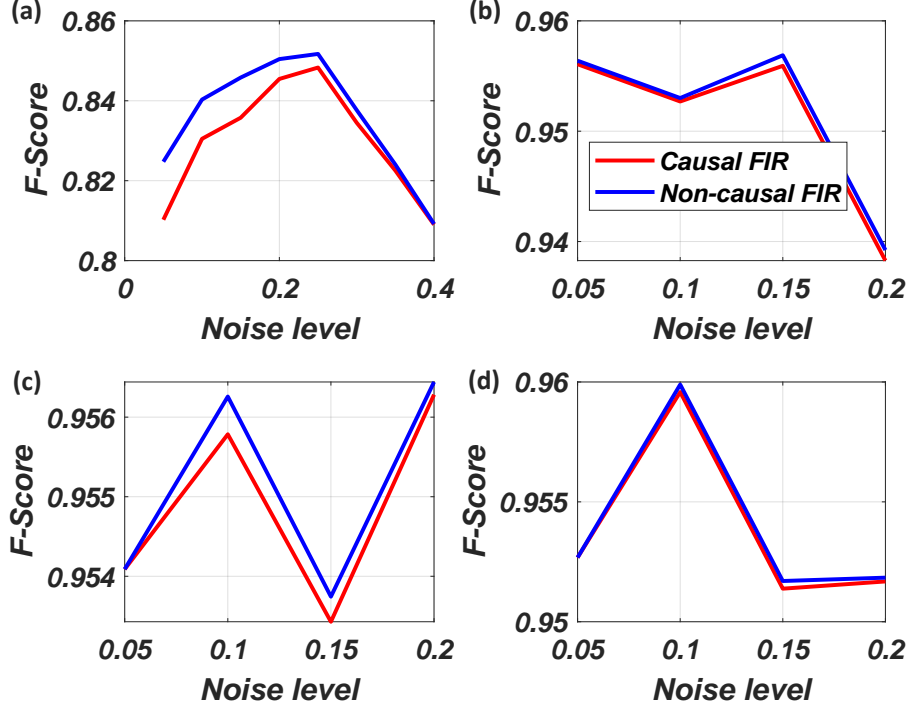 (a)
F-Score
0.86
0.84
0.82
0.8
0
0.2
0.4
Noise level
(b)
F-Score
0.96
0.95
0.94
Causal FIR
Non-causal FIR
0.05
0.1
0.15
0.2
Noise level
(c)
F-Score
0.956
0.955
0.954
0.05
0.1
0.15
0.2
Noise level
(d)
F-Score
0.96
0.955
0.95
0.05
0.1
0.15
0.2
Noise level